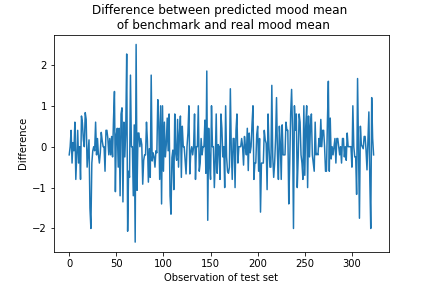 Difference between predicted mood mean
of benchmark and real mood mean
Difference
2
1
0
−1
−2
0 50 100 150 200 250 300
Observation of test set